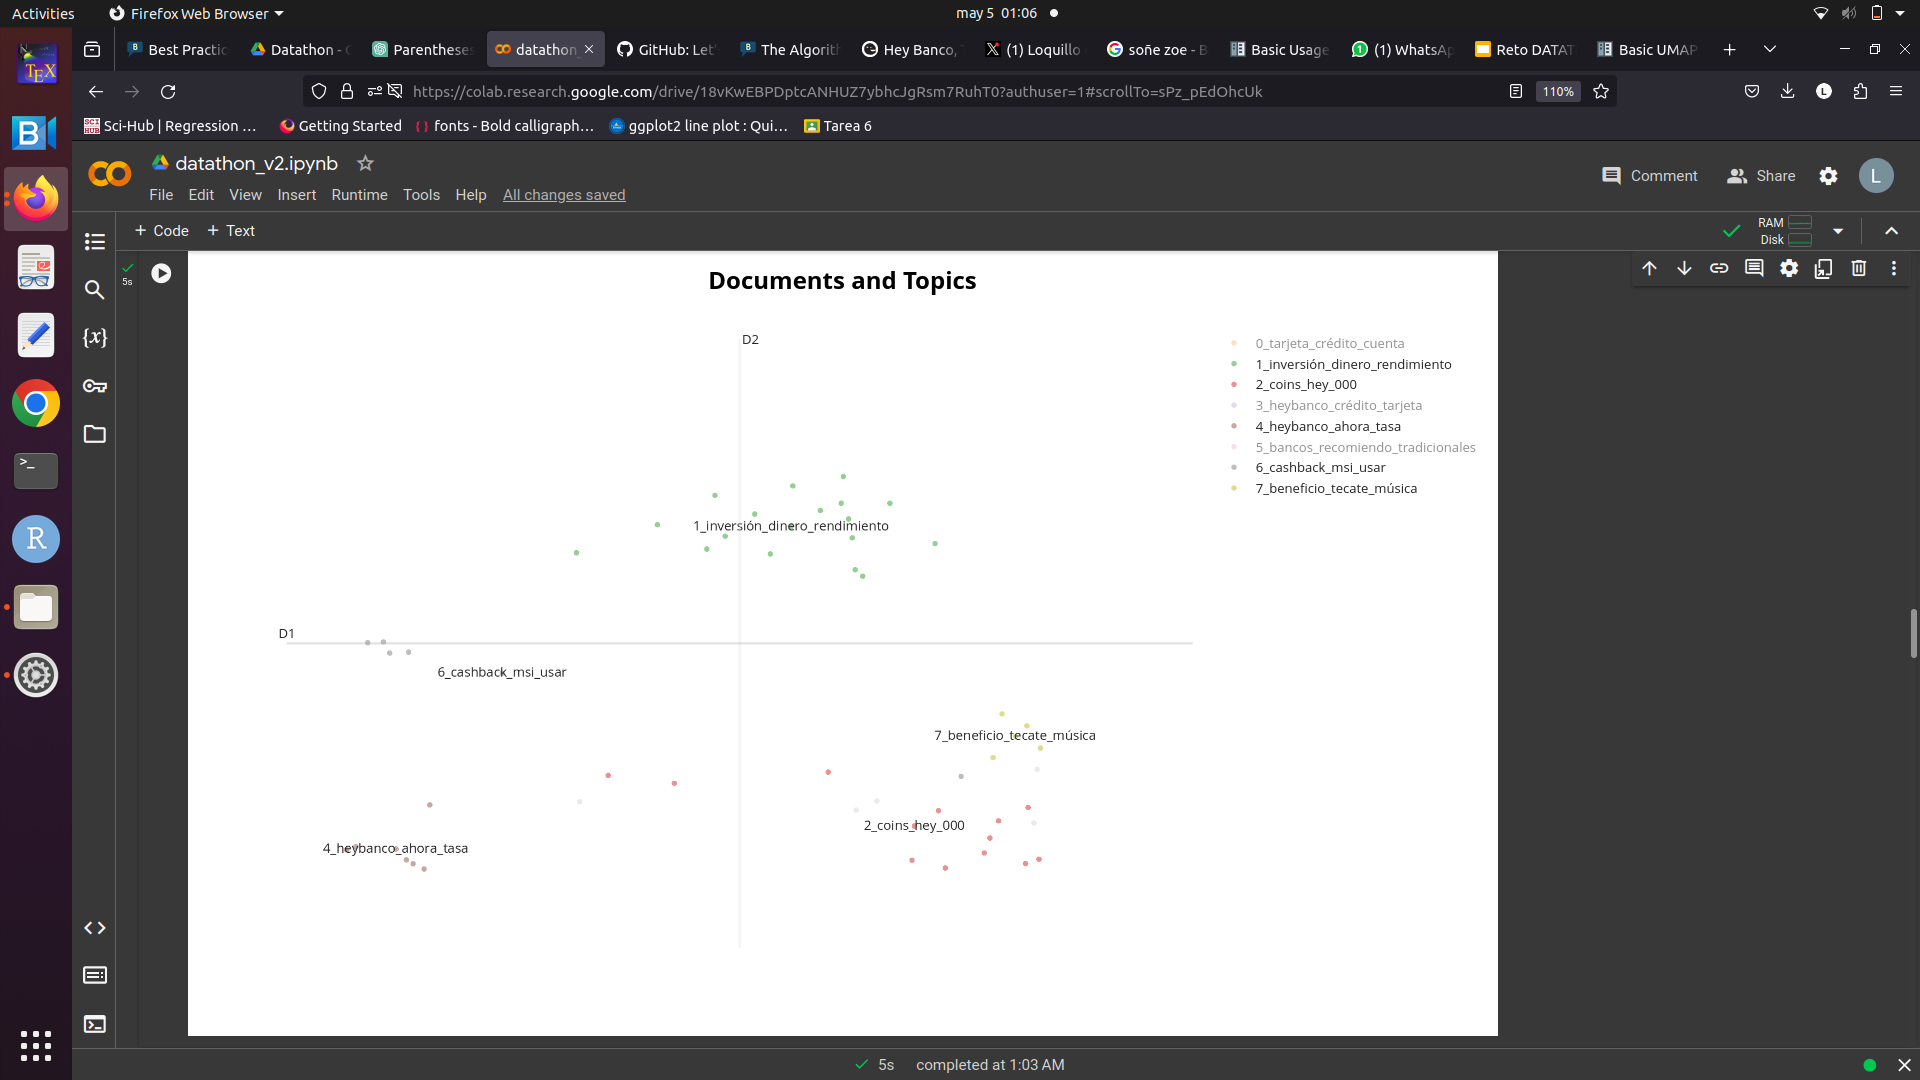 Activities
Firefox Web Browser
may 5 01:06
Best Practic
Datathon - C
Parentheses
datathon_
GitHub: Let'
The Algorith
Hey Banco,
(1) Loquillo
soñe zoe - B
Basic Usage
(1) WhatsAp
Reto DATAT
Basic UMAP
https://colab.research.google.com/drive/18vKwEBPDptcANHUZ7ybhcJgRsm7RuhT0?authuser=1#scrollTo=sPz_pEdOhcUk
110%
Sci-Hub | Regression ...
Getting Started
fonts - Bold calligraph...
ggplot2 line plot : Qui...
Tarea 6
datathon_v2.ipynb
Comment
Share
L
File Edit View Insert Runtime Tools Help All changes saved
+ Code + Text
RAM
Disk
5s
Documents and Topics
D2
0_tarjeta_crédito_cuenta
1_inversión_dinero_rendimiento
2_coins_hey_000
3_heybanco_crédito_tarjeta
4_heybanco_ahora_tasa
5_bancos_recomiendo_tradicionales
6_cashback_msi_usar
7_beneficio_tecate_música
1_inversión_dinero_rendimiento
D1
6_cashback_msi_usar
7_beneficio_tecate_música
2_coins_hey_000
4_heybanco_ahora_tasa
5s completed at 1:03 AM